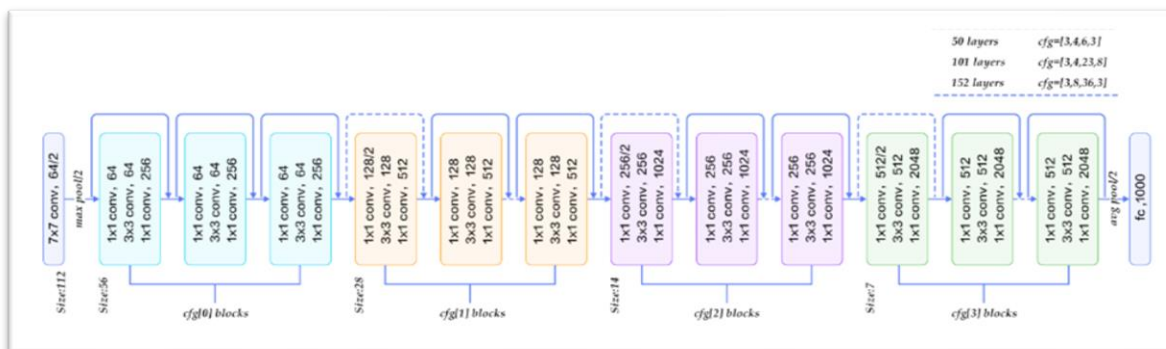 50 layers cfg=[3,4,6,3]
101 layers cfg=[3,4,23,8]
152 layers cfg=[3,8,36,3]
7x7 conv, 64/2
max pool/2
1x1 conv, 64
3x3 conv, 64
1x1 conv, 256
1x1 conv, 64
3x3 conv, 64
1x1 conv, 256
1x1 conv, 64
3x3 conv, 64
1x1 conv, 256
1x1 conv, 128/2
3x3 conv, 128
1x1 conv, 512
1x1 conv, 128
3x3 conv, 128
1x1 conv, 512
1x1 conv, 128
3x3 conv, 128
1x1 conv, 512
1x1 conv, 256/2
3x3 conv, 256
1x1 conv, 1024
1x1 conv, 256
3x3 conv, 256
1x1 conv, 1024
1x1 conv, 256
3x3 conv, 256
1x1 conv, 1024
1x1 conv, 512/2
3x3 conv, 512
1x1 conv, 2048
1x1 conv, 512
3x3 conv, 512
1x1 conv, 2048
1x1 conv, 512
3x3 conv, 512
1x1 conv, 2048
avg pool/2
fc ,1000
Size:112
Size:56
Size:28
Size:14
Size:7
cfg[0] blocks
cfg[1] blocks
cfg[2] blocks
cfg[3] blocks